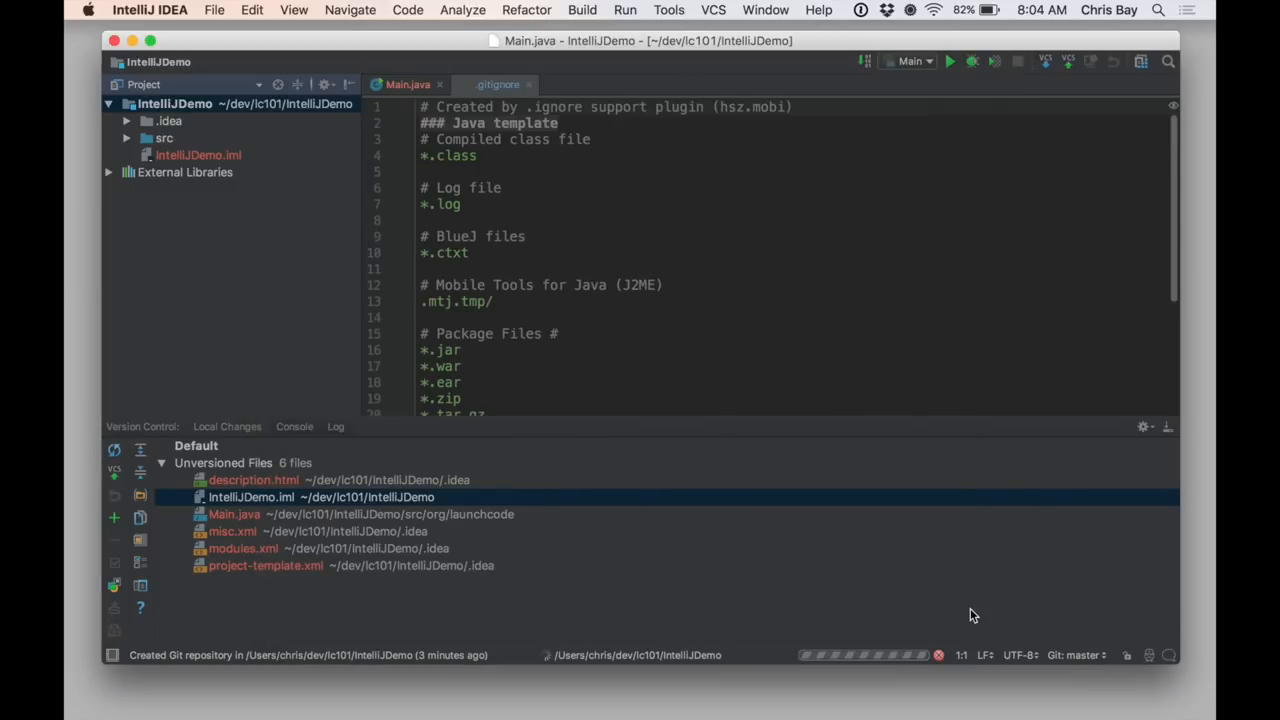 IntelliJ IDEA File Edit View Navigate Code Analyze Refactor Build Run Tools VCS Window Help 82% 8:04 AM Chris Bay
Main.java - IntelliJDemo - [~/dev/lc101/IntelliJDemo]
IntelliJDemo Main VCS VCS
Project Main.java .gitignore
IntelliJDemo ~/dev/lc101/IntelliJDemo
.idea
src
IntelliJDemo.iml
External Libraries
1 # Created by .ignore support plugin (hsz.mobi)
2 ### Java template
3 # Compiled class file
4 *.class
5
6 # Log file
7 *.log
8
9 # BlueJ files
10 *.ctxt
11
12 # Mobile Tools for Java (J2ME)
13 .mtj.tmp/
14
15 # Package Files #
16 *.jar
17 *.war
18 *.ear
19 *.zip
20 *.tar.gz
Version Control: Local Changes Console Log
Default
Unversioned Files 6 files
VCS
description.html ~/dev/lc101/IntelliJDemo/.idea
IntelliJDemo.iml ~/dev/lc101/IntelliJDemo
Main.java ~/dev/lc101/IntelliJDemo/src/org/launchcode
misc.xml ~/dev/lc101/IntelliJDemo/.idea
modules.xml ~/dev/lc101/IntelliJDemo/.idea
project-template.xml ~/dev/lc101/IntelliJDemo/.idea
?
Created Git repository in /Users/chris/dev/lc101/IntelliJDemo (3 minutes ago) /Users/chris/dev/lc101/IntelliJDemo 1:1 LF UTF-8 Git: master